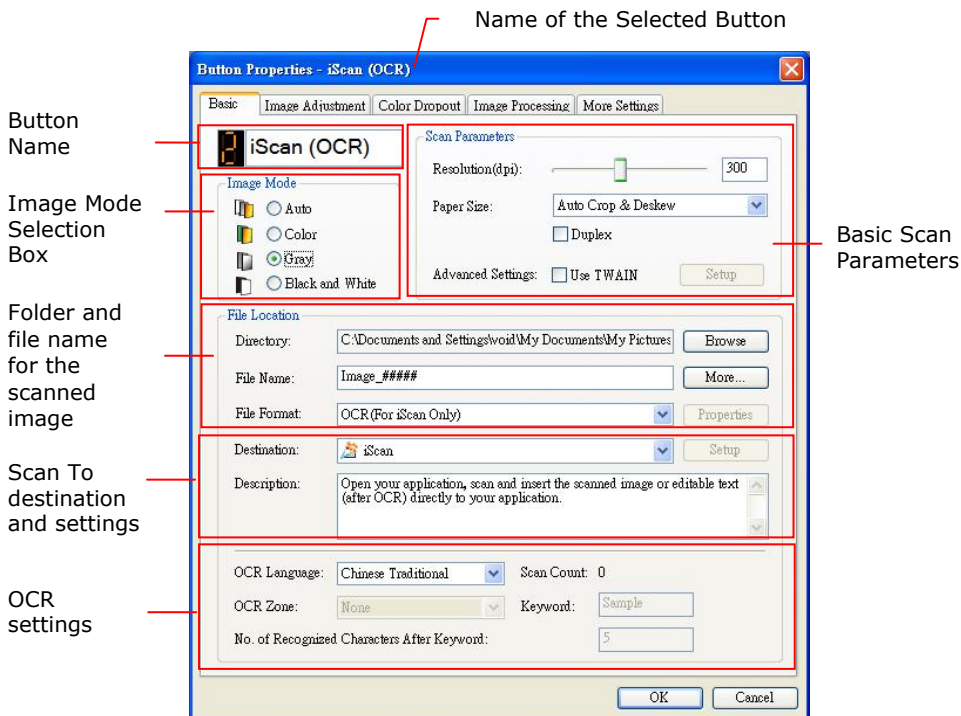 Name of the Selected Button
Button Properties - iScan (OCR)
Basic Image Adjustment Color Dropout Image Processing More Settings
Button
Name
2 iScan (OCR)
Image Mode
Selection
Box
Image Mode
Auto
Color
Gray
Black and White
Scan Parameters
Resolution(dpi): 300
Paper Size: Auto Crop & Deskew
Duplex
Advanced Settings: Use TWAIN Setup
Basic Scan
Parameters
Folder and
file name
for the
scanned
image
File Location
Directory: C:\Documents and Settings\void\My Documents\My Pictures Browse
File Name: Image_##### More...
File Format: OCR(For iScan Only) Properties
Scan To
destination
and settings
Destination: iScan Setup
Description: Open your application, scan and insert the scanned image or editable text
(after OCR) directly to your application.
OCR
settings
OCR Language: Chinese Traditional Scan Count: 0
OCR Zone: None Keyword: Sample
No. of Recognized Characters After Keyword: 5
OK Cancel